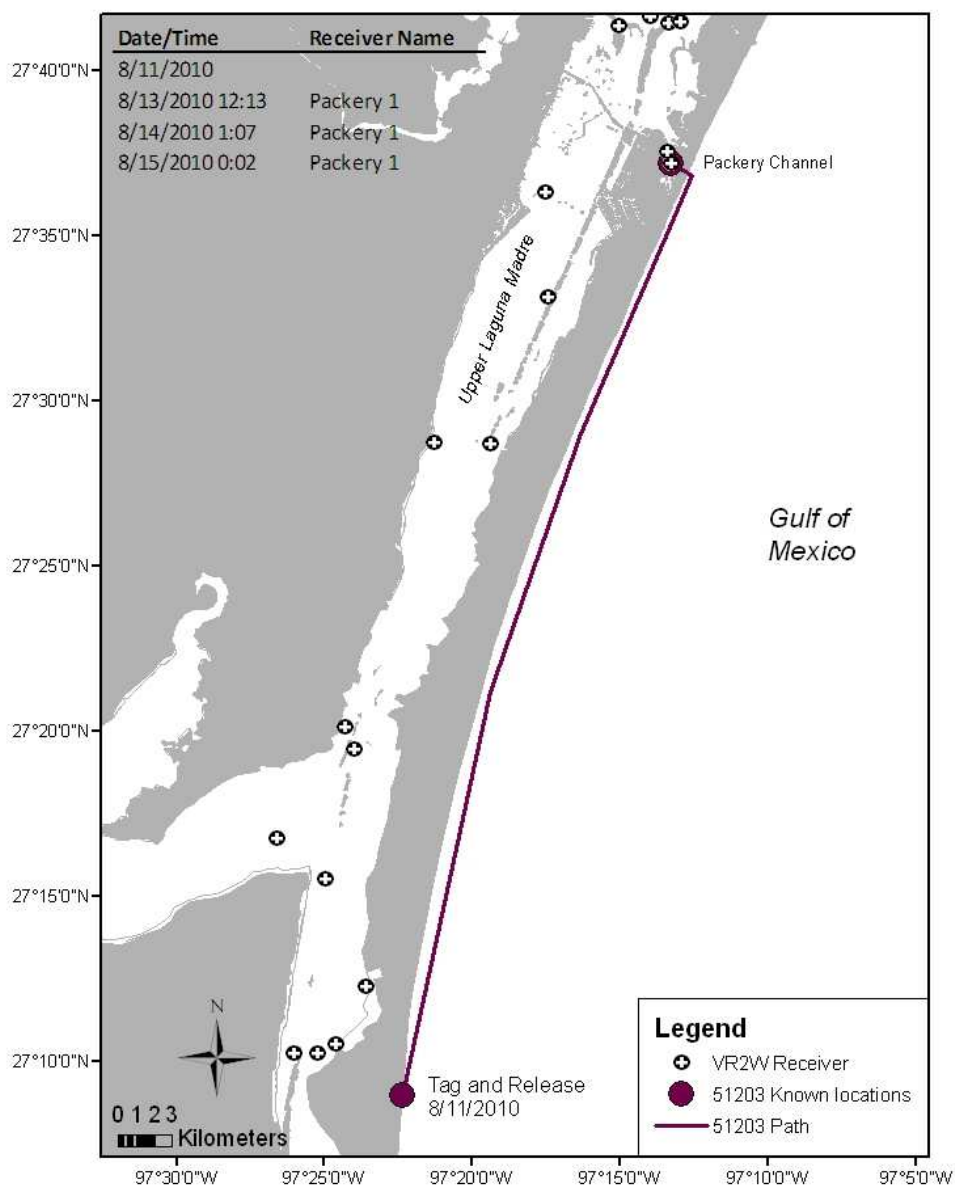 Date/Time Receiver Name
8/11/2010
8/13/2010 12:13 Packery 1
8/14/2010 1:07 Packery 1
8/15/2010 0:02 Packery 1
27°40'0"N
27°35'0"N
27°30'0"N
27°25'0"N
27°20'0"N
27°15'0"N
27°10'0"N
Packery Channel
Upper Laguna Madre
Gulf of
Mexico
N
Tag and Release
8/11/2010
0 1 2 3
Kilometers
Legend
VR2W Receiver
51203 Known locations
51203 Path
97°30'0"W 97°25'0"W 97°20'0"W 97°15'0"W 97°10'0"W 97°5'0"W